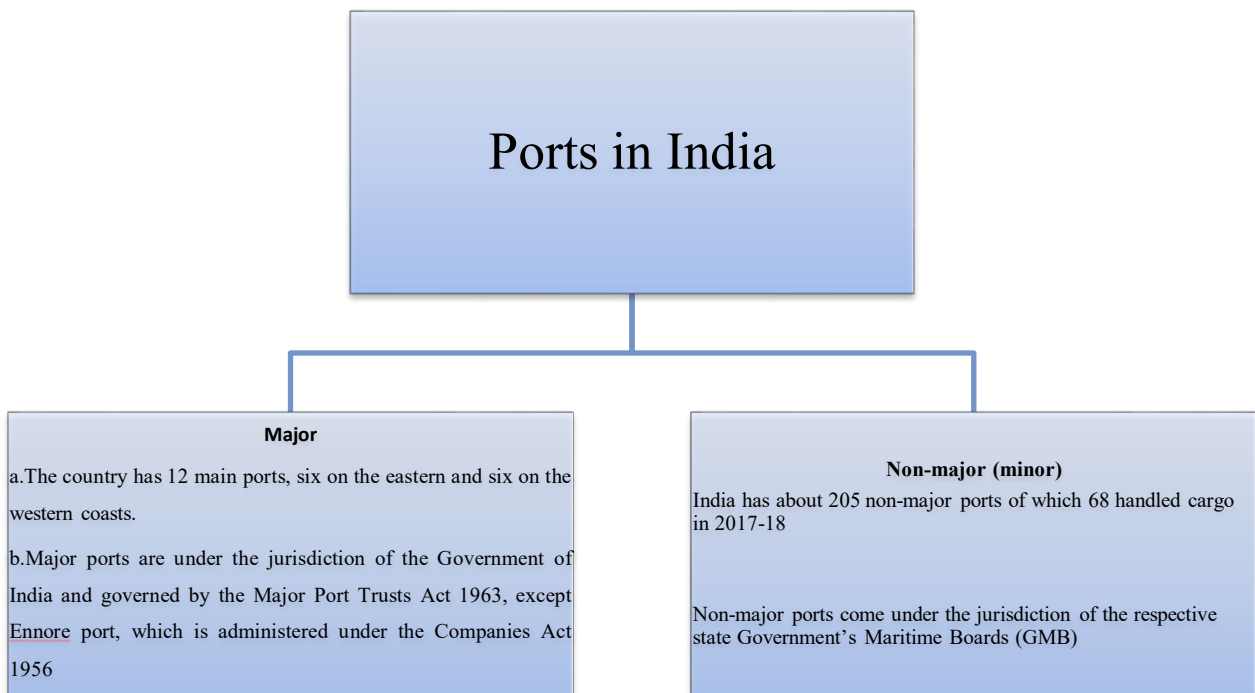 Ports in India
Major
a.The country has 12 main ports, six on the eastern and six on the
western coasts.
b.Major ports are under the jurisdiction of the Government of
India and governed by the Major Port Trusts Act 1963, except
Ennore port, which is administered under the Companies Act
1956
Non-major (minor)
India has about 205 non-major ports of which 68 handled cargo
in 2017-18
Non-major ports come under the jurisdiction of the respective
state Government’s Maritime Boards (GMB)